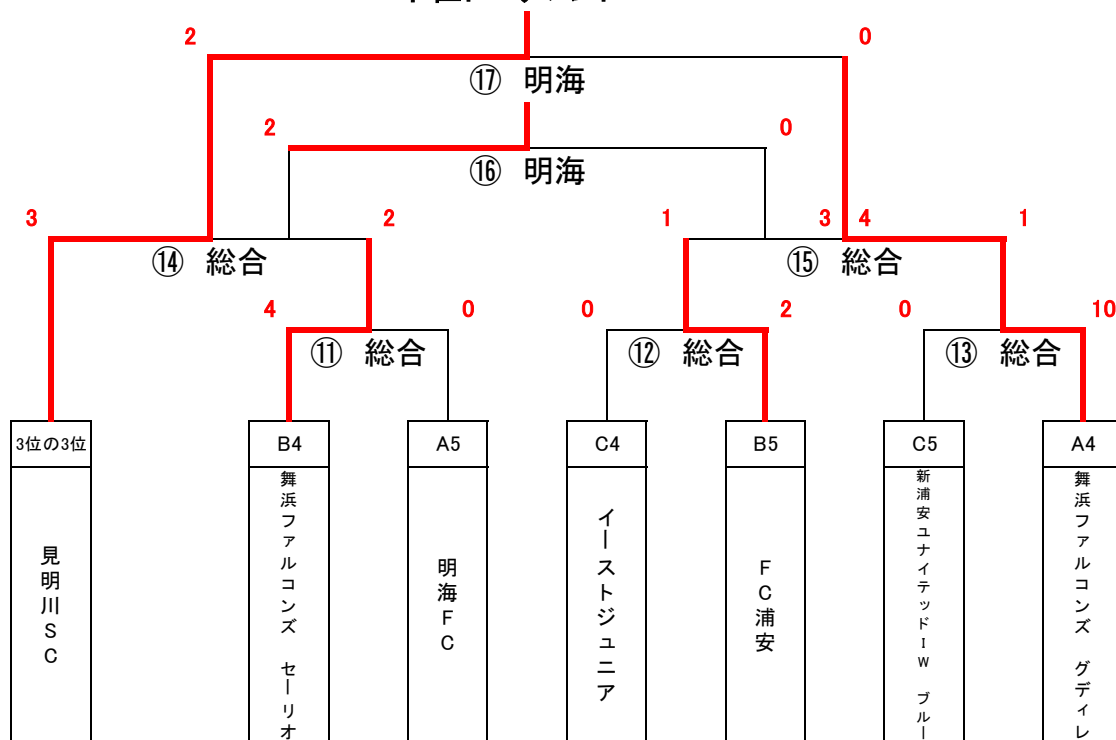 2 0
⑰ 明海
2 0
⑯ 明海
3 2 1 3 4 1
⑭ 総合 ⑮ 総合
4 0 0 2 0 10
⑪ 総合 ⑫ 総合 ⑬ 総合
3位の3位 B4 A5 C4 B5 C5 A4
見明川SC
舞浜ファルコンズ セーリオ
明海FC
イーストジュニア
FC浦安
新浦安ユナイテッドIW ブルー
舞浜ファルコンズ グディレ